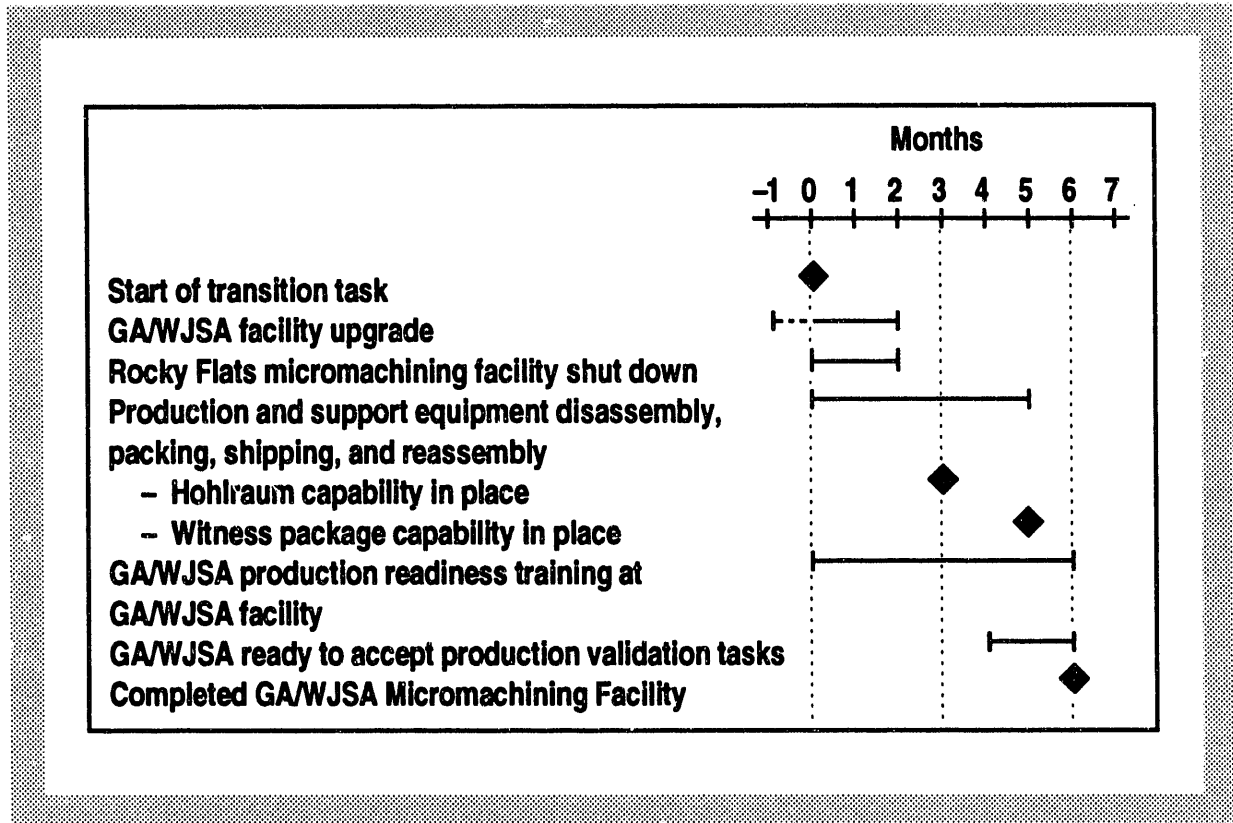 Months
–1 0 1 2 3 4 5 6 7
Start of transition task
GA/WJSA facility upgrade
Rocky Flats micromachining facility shut down
Production and support equipment disassembly,
packing, shipping, and reassembly
– Hohlraum capability in place
– Witness package capability in place
GA/WJSA production readiness training at
GA/WJSA facility
GA/WJSA ready to accept production validation tasks
Completed GA/WJSA Micromachining Facility